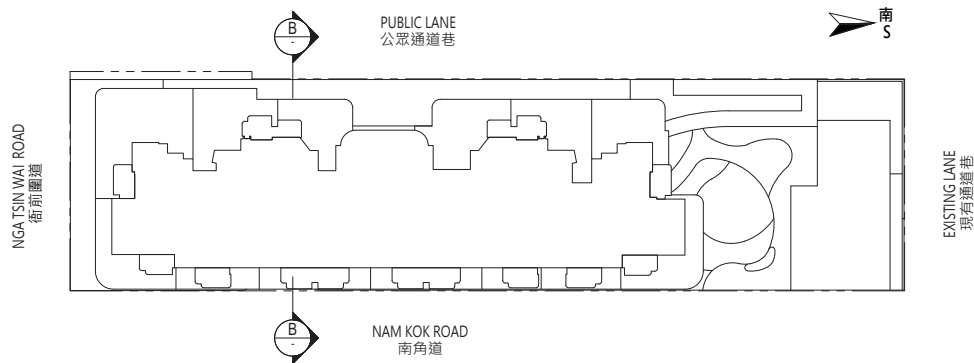 B
-
PUBLIC LANE
公眾通道巷
南
S
NGA TSIN WAI ROAD
衙前圍道
EXISTING LANE
現有通道巷
B
-
NAM KOK ROAD
南角道